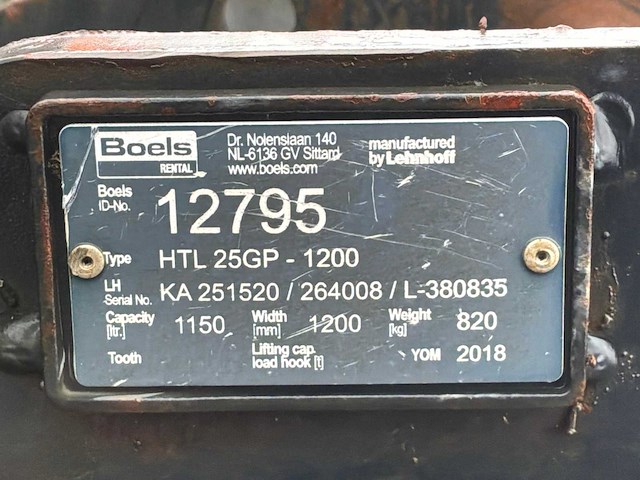 Boels
RENTAL
Dr. Nolenslaan 140
NL-6136 GV Sittard
www.boels.com
manufactured
by Lehnhoff
Boels
ID-No.
12795
Type HTL 25GP - 1200
LH
Serial No. KA 251520 / 264008 / L-380835
Capacity
[ltr.] 1150
Width
[mm] 1200
Weight
[kg] 820
Tooth
Lifting cap.
load hook [t]
YOM 2018